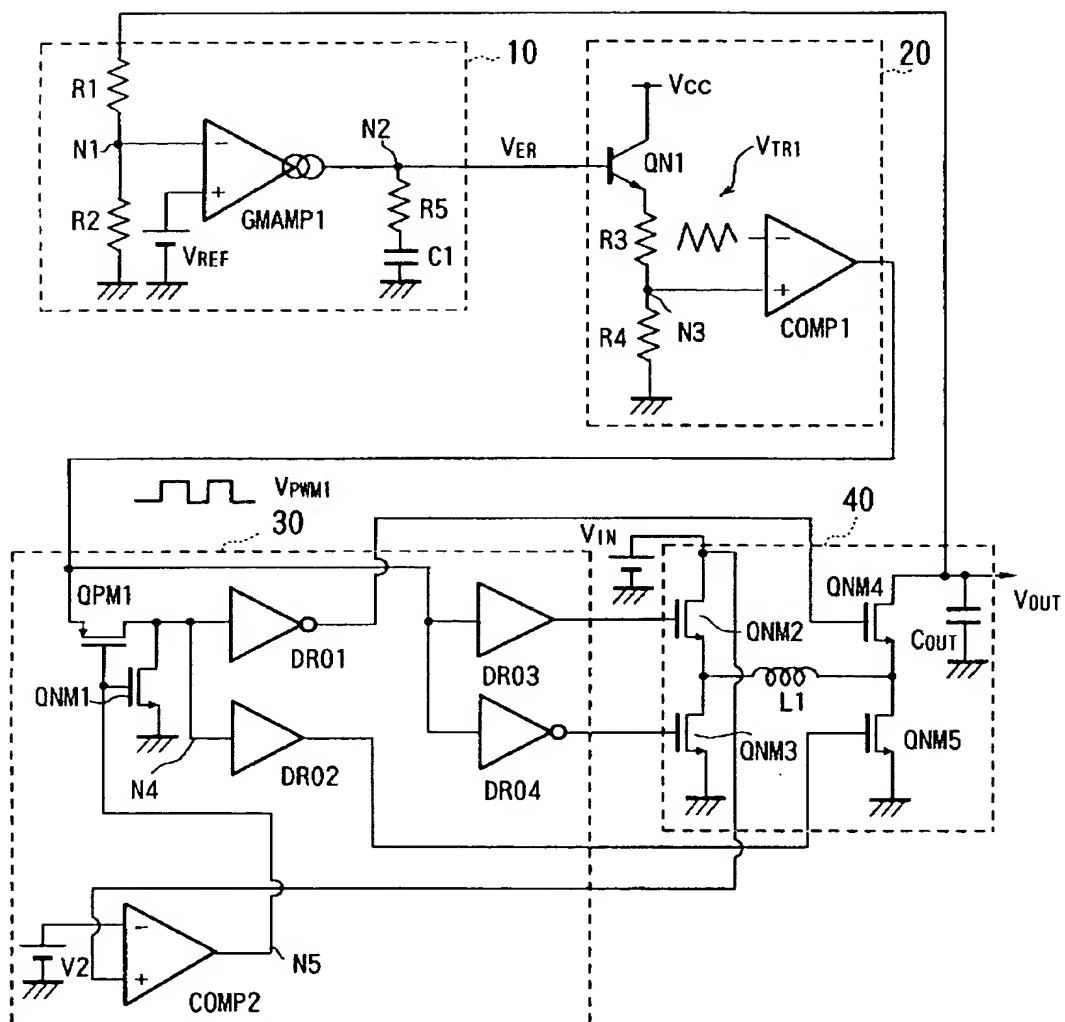 10
20
R1
VCC
N1
-
N2
VER
QN1
VTR1
+
GMAMP1
R5
R2
VREF
C1
R3
-
+
COMP1
R4
N3
VPWM1
30
40
VIN
QPM1
QNM4
VOUT
DR01
QNM2
COUT
QNM1
DR03
L1
QNM5
N4
DR02
DR04
QNM3
-
V2
+
N5
COMP2